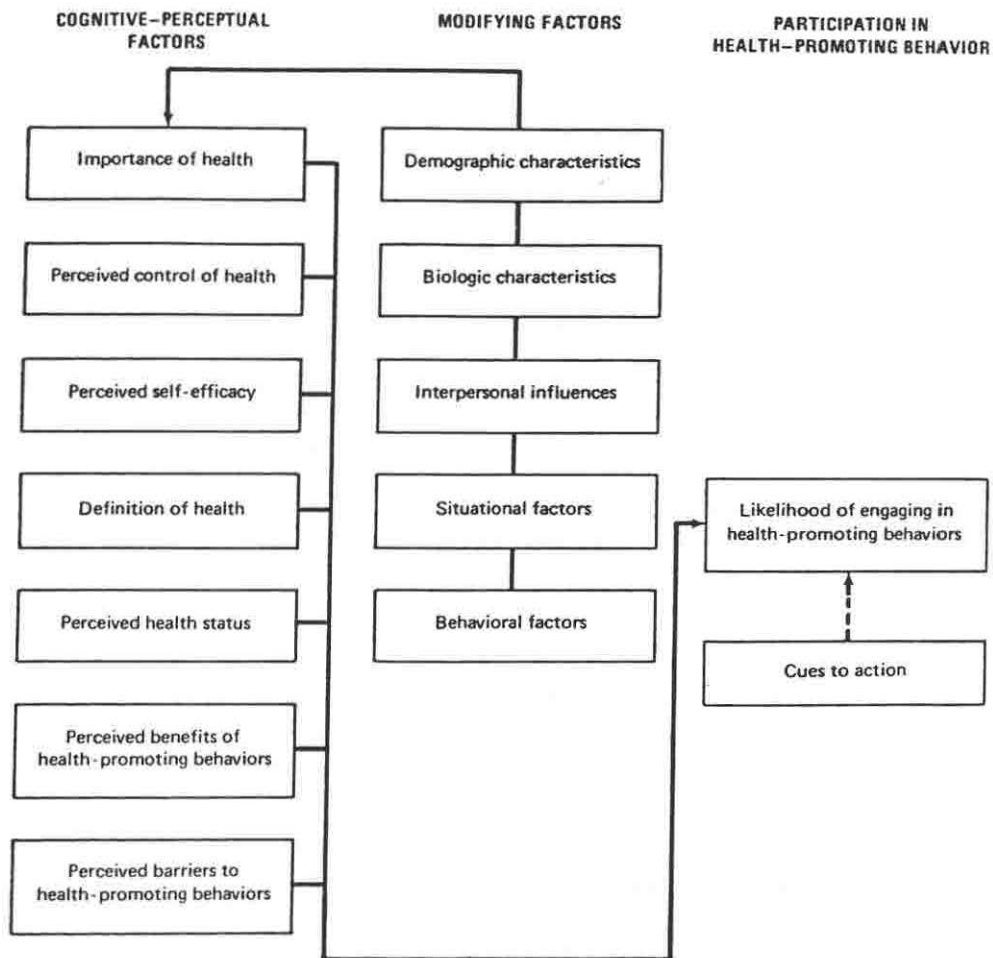 COGNITIVE–PERCEPTUAL
FACTORS
MODIFYING FACTORS
PARTICIPATION IN
HEALTH–PROMOTING BEHAVIOR
Importance of health
Perceived control of health
Perceived self-efficacy
Definition of health
Perceived health status
Perceived benefits of
health-promoting behaviors
Perceived barriers to
health-promoting behaviors
Demographic characteristics
Biologic characteristics
Interpersonal influences
Situational factors
Behavioral factors
Likelihood of engaging in
health-promoting behaviors
Cues to action